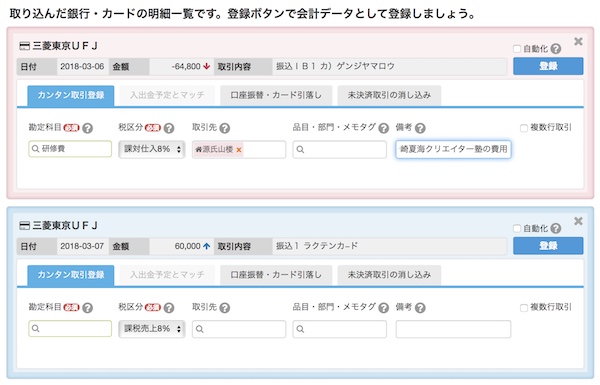 取り込んだ銀行・カードの明細一覧です。登録ボタンで会計データとして登録しましょう。
三菱東京ＵＦＪ
自動化
日付 2018-03-06 金額 -64,800 取引内容 振込ＩＢ１ カ）ゲンジヤマロウ 登録
カンタン取引登録 入出金予定とマッチ 口座振替・カード引落し 未決済取引の消し込み
勘定科目 必須 税区分 必須 取引先 品目・部門・メモタグ 備考 複数行取引
研修費 課対仕入8% 源氏山楼 x 崎夏海クリエイター塾の費用
三菱東京ＵＦＪ
自動化
日付 2018-03-07 金額 60,000 取引内容 振込１ ラクテンカ−ド 登録
カンタン取引登録 入出金予定とマッチ 口座振替・カード引落し 未決済取引の消し込み
勘定科目 必須 税区分 必須 取引先 品目・部門・メモタグ 備考 複数行取引
課税売上8%